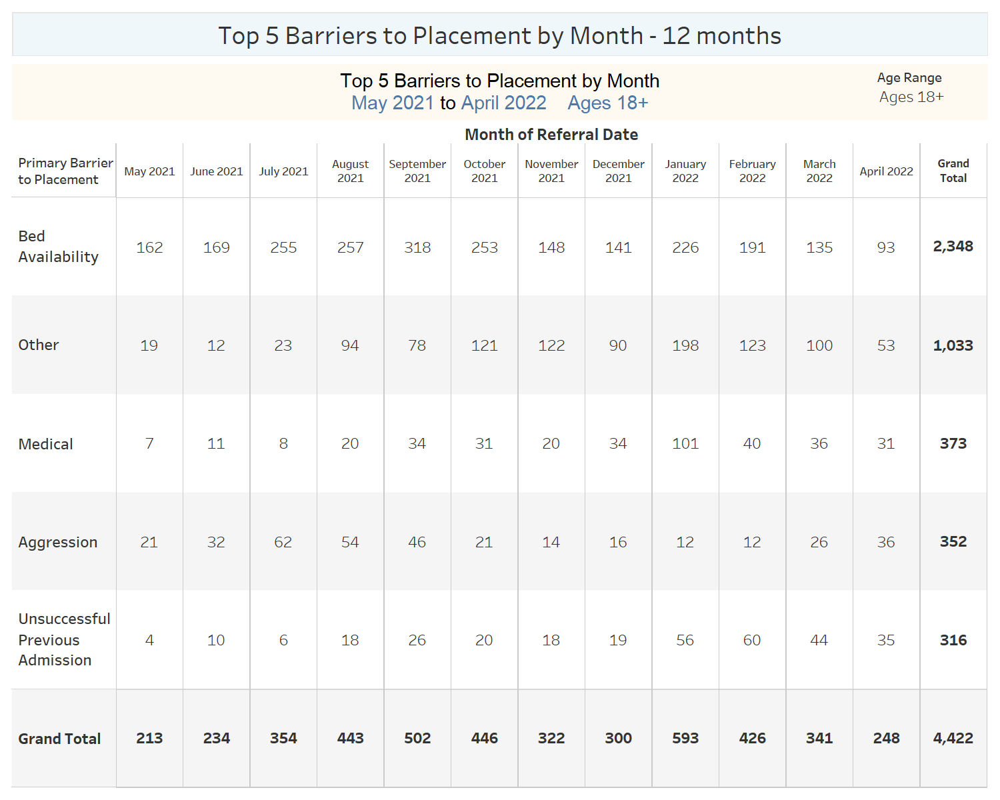 Top 5 Barriers to Placement by Month - 12 months
Top 5 Barriers to Placement by Month
May 2021 to April 2022 Ages 18+
Age Range
Ages 18+
Month of Referral Date
Primary Barrier to Placement May 2021 June 2021 July 2021 August 2021 September 2021 October 2021 November 2021 December 2021 January 2022 February 2022 March 2022 April 2022 Grand Total
Bed Availability 162 169 255 257 318 253 148 141 226 191 135 93 2,348
Other 19 12 23 94 78 121 122 90 198 123 100 53 1,033
Medical 7 11 8 20 34 31 20 34 101 40 36 31 373
Aggression 21 32 62 54 46 21 14 16 12 12 26 36 352
Unsuccessful Previous Admission 4 10 6 18 26 20 18 19 56 60 44 35 316
Grand Total 213 234 354 443 502 446 322 300 593 426 341 248 4,422